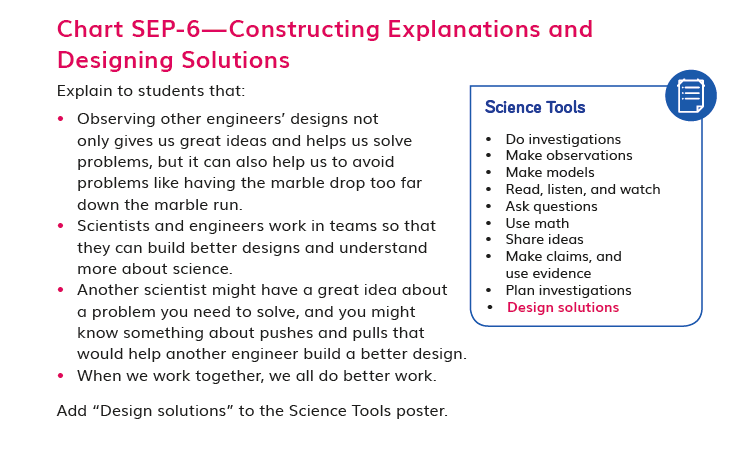 Chart SEP-6—Constructing Explanations and
Designing Solutions
Explain to students that:
• Observing other engineers’ designs not
only gives us great ideas and helps us solve
problems, but it can also help us to avoid
problems like having the marble drop too far
down the marble run.
• Scientists and engineers work in teams so that
they can build better designs and understand
more about science.
• Another scientist might have a great idea about
a problem you need to solve, and you might
know something about pushes and pulls that
would help another engineer build a better design.
• When we work together, we all do better work.
Add “Design solutions” to the Science Tools poster.
Science Tools
• Do investigations
• Make observations
• Make models
• Read, listen, and watch
• Ask questions
• Use math
• Share ideas
• Make claims, and
use evidence
• Plan investigations
• Design solutions